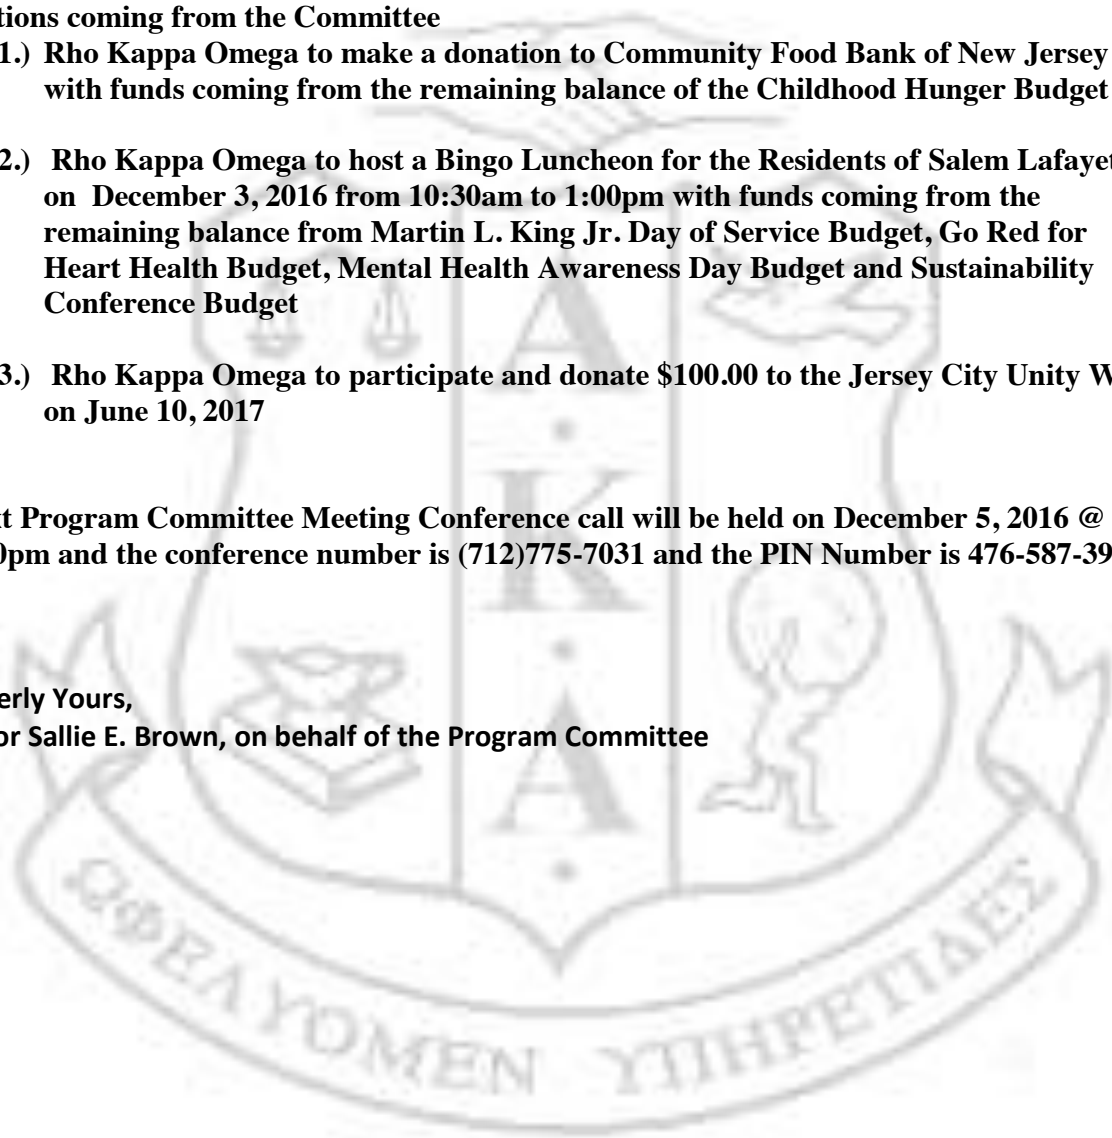 tions coming from the Committee
1.) Rho Kappa Omega to make a donation to Community Food Bank of New Jersey
with funds coming from the remaining balance of the Childhood Hunger Budget
2.) Rho Kappa Omega to host a Bingo Luncheon for the Residents of Salem Lafayet
on December 3, 2016 from 10:30am to 1:00pm with funds coming from the
remaining balance from Martin L. King Jr. Day of Service Budget, Go Red for
Heart Health Budget, Mental Health Awareness Day Budget and Sustainability
Conference Budget
3.) Rho Kappa Omega to participate and donate $100.00 to the Jersey City Unity W
on June 10, 2017
t Program Committee Meeting Conference call will be held on December 5, 2016 @
0pm and the conference number is (712)775-7031 and the PIN Number is 476-587-39
erly Yours,
or Sallie E. Brown, on behalf of the Program Committee
Α
Κ
Α
ΩΦΕΛΥΟΜΕΝ ΥΠΗΡΕΤΙΔΕΣ